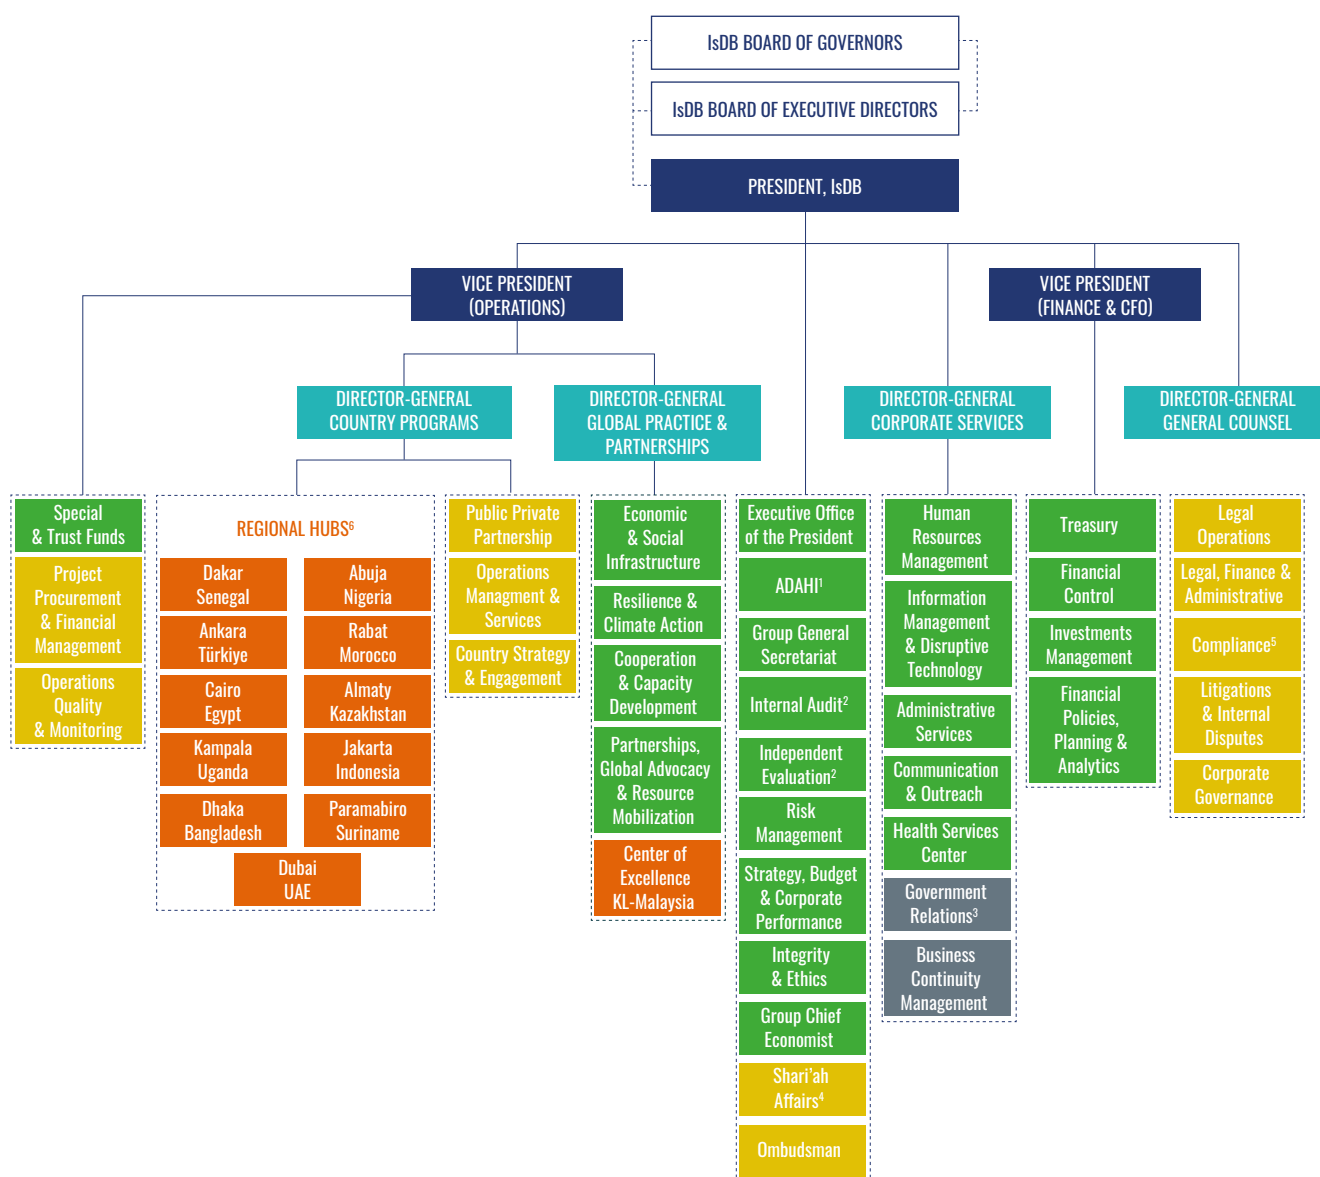 IsDB BOARD OF GOVERNORS
IsDB BOARD OF EXECUTIVE DIRECTORS
PRESIDENT, IsDB
VICE PRESIDENT
(OPERATIONS)
VICE PRESIDENT
(FINANCE & CFO)
DIRECTOR-GENERAL
COUNTRY PROGRAMS
DIRECTOR-GENERAL
GLOBAL PRACTICE &
PARTNERSHIPS
DIRECTOR-GENERAL
CORPORATE SERVICES
DIRECTOR-GENERAL
GENERAL COUNSEL
Special
& Trust Funds
Project
Procurement
& Financial
Management
Operations
Quality
& Monitoring
REGIONAL HUBS⁶
Dakar
Senegal
Abuja
Nigeria
Ankara
Türkiye
Rabat
Morocco
Cairo
Egypt
Almaty
Kazakhstan
Kampala
Uganda
Jakarta
Indonesia
Dhaka
Bangladesh
Paramabiro
Suriname
Dubai
UAE
Public Private
Partnership
Operations
Managment &
Services
Country Strategy
& Engagement
Economic
& Social
Infrastructure
Resilience &
Climate Action
Cooperation
& Capacity
Development
Partnerships,
Global Advocacy
& Resource
Mobilization
Center of
Excellence
KL-Malaysia
Executive Office
of the President
ADAHI¹
Group General
Secretariat
Internal Audit²
Independent
Evaluation²
Risk
Management
Strategy, Budget
& Corporate
Performance
Integrity
& Ethics
Group Chief
Economist
Shari’ah
Affairs⁴
Ombudsman
Human
Resources
Management
Information
Management
& Disruptive
Technology
Administrative
Services
Communication
& Outreach
Health Services
Center
Government
Relations³
Business
Continuity
Management
Treasury
Financial
Control
Investments
Management
Financial
Policies,
Planning &
Analytics
Legal
Operations
Legal, Finance &
Administrative
Compliance⁵
Litigations
& Internal
Disputes
Corporate
Governance